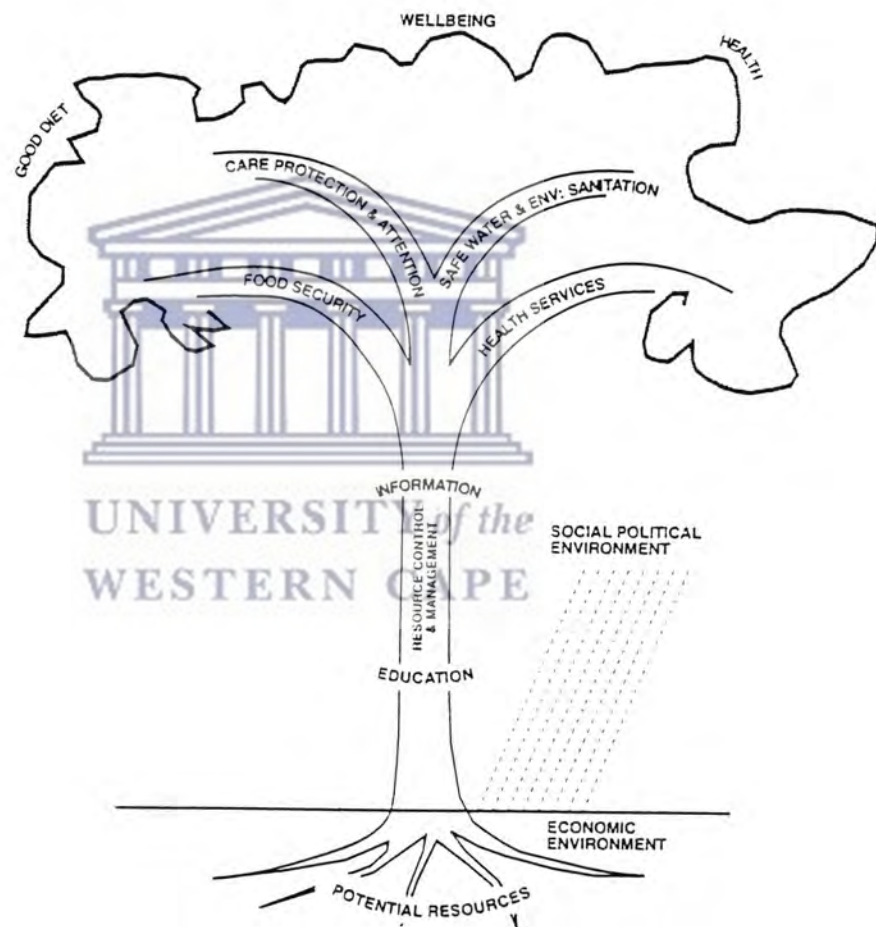 WELLBEING
HEALTH
GOOD DIET
CARE PROTECTION & ATTENTION
SAFE WATER & ENV: SANITATION
FOOD SECURITY
HEALTH SERVICES
INFORMATION
UNIVERSITY of the
WESTERN CAPE
RESOURCE CONTROL
& MANAGEMENT
SOCIAL POLITICAL
ENVIRONMENT
EDUCATION
ECONOMIC
ENVIRONMENT
POTENTIAL RESOURCES